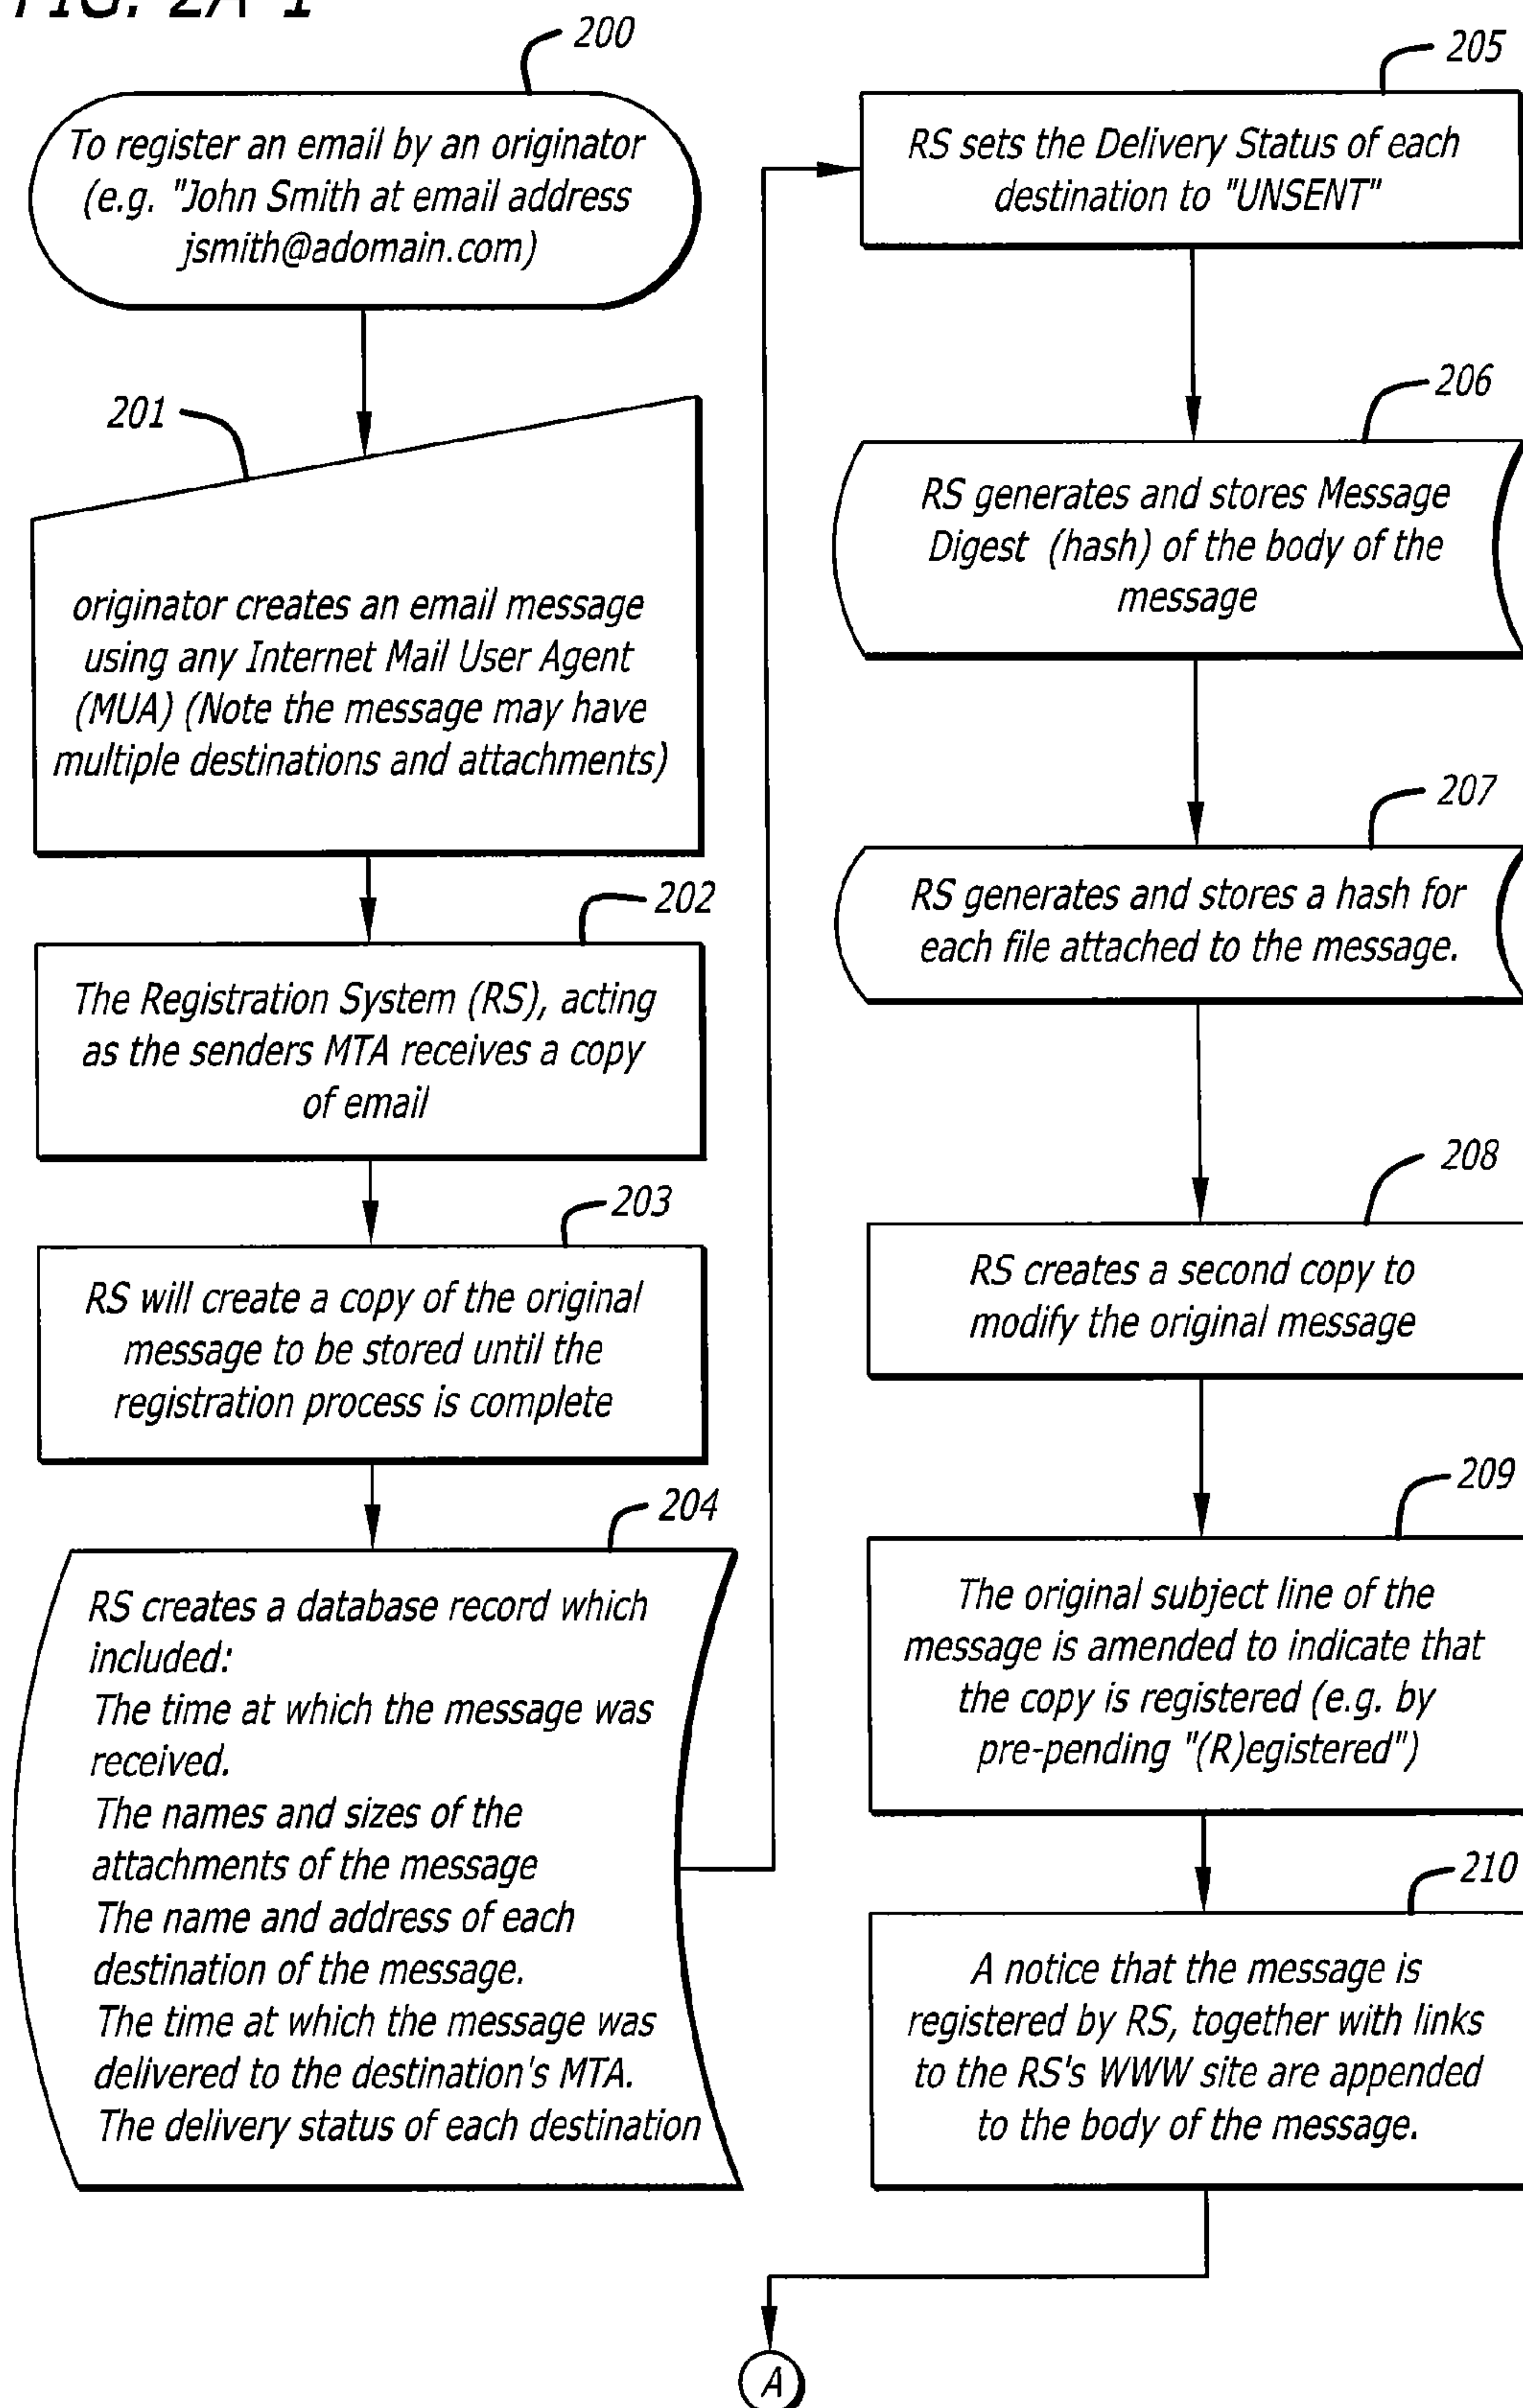 FIG. 2A-1
200
To register an email by an originator
(e.g. "John Smith at email address
jsmith@adomain.com)
201
originator creates an email message
using any Internet Mail User Agent
(MUA) (Note the message may have
multiple destinations and attachments)
202
The Registration System (RS), acting
as the senders MTA receives a copy
of email
203
RS will create a copy of the original
message to be stored until the
registration process is complete
204
RS creates a database record which
included:
The time at which the message was
received.
The names and sizes of the
attachments of the message
The name and address of each
destination of the message.
The time at which the message was
delivered to the destination's MTA.
The delivery status of each destination
205
RS sets the Delivery Status of each
destination to "UNSENT"
206
RS generates and stores Message
Digest (hash) of the body of the
message
207
RS generates and stores a hash for
each file attached to the message.
208
RS creates a second copy to
modify the original message
209
The original subject line of the
message is amended to indicate that
the copy is registered (e.g. by
pre-pending "(R)egistered")
210
A notice that the message is
registered by RS, together with links
to the RS's WWW site are appended
to the body of the message.
A